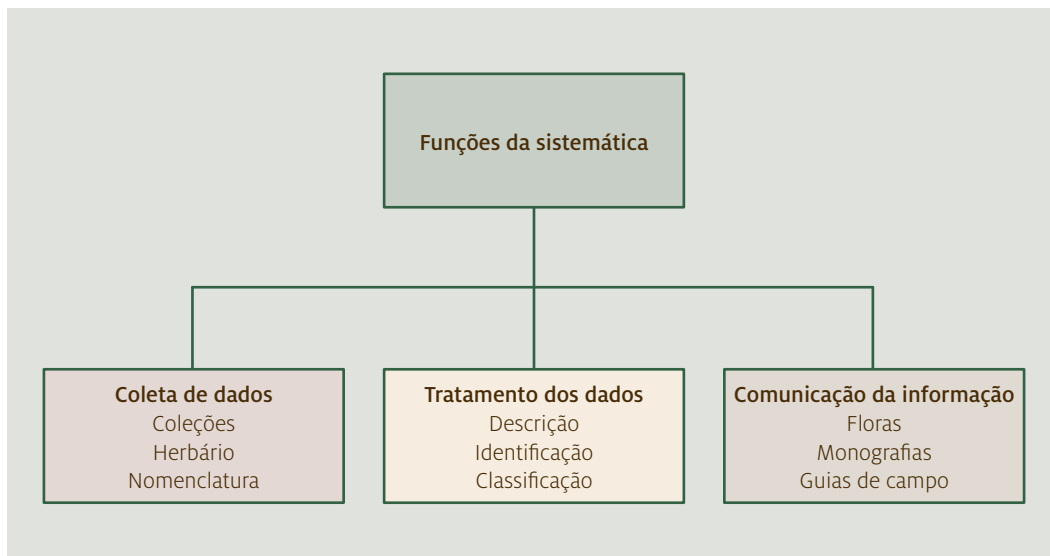 Funções da sistemática
Coleta de dados
Coleções
Herbário
Nomenclatura
Tratamento dos dados
Descrição
Identificação
Classificação
Comunicação da informação
Floras
Monografias
Guias de campo